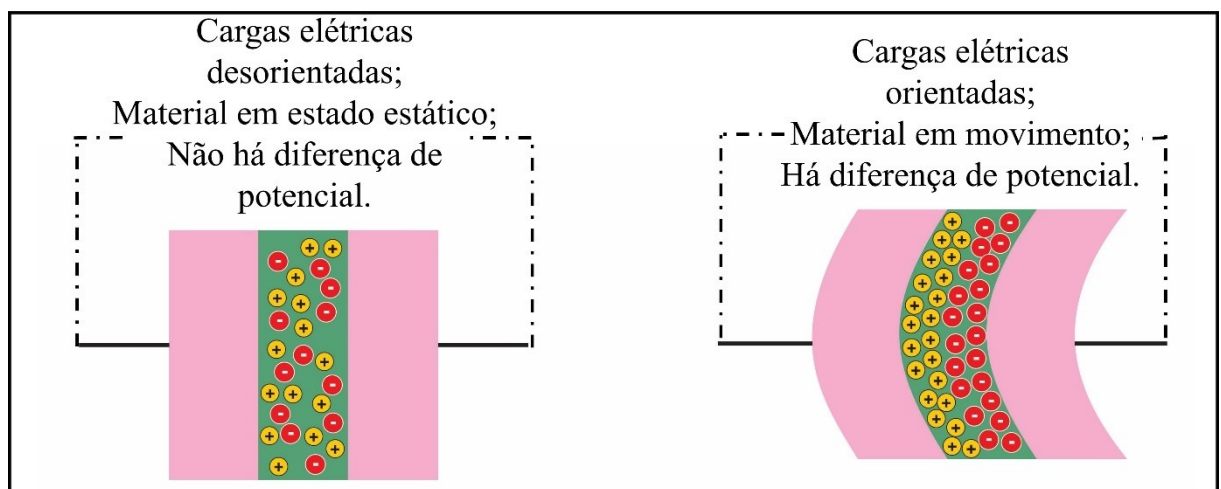 Cargas elétricas
desorientadas;
Material em estado estático;
Não há diferença de
potencial.
Cargas elétricas
orientadas;
Material em movimento;
Há diferença de potencial.